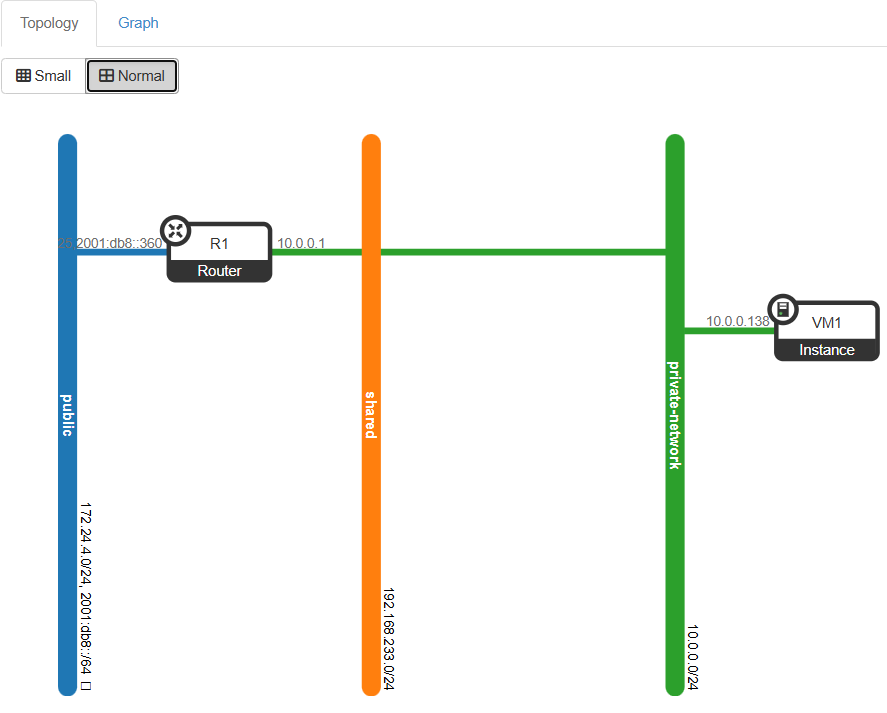 Topology
Graph
Small
Normal
2001:db8::360
R1
10.0.0.1
Router
10.0.0.138
VM1
Instance
public
shared
private-network
172.24.4.0/24, 2001:db8::/64
192.168.233.0/24
10.0.0.0/24